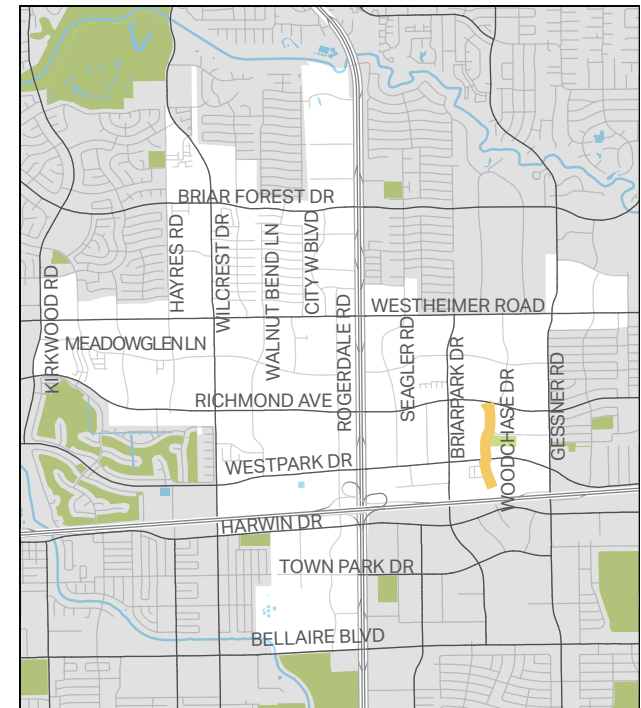 BRIAR FOREST DR
HAYRES RD
WILCREST DR
WALNUT BEND LN
CITY W BLVD
KIRKWOOD RD
ROGERDALE RD
WESTHEIMER ROAD
MEADOWGLEN LN
SEAGLER RD
BRIARPARK DR
WOODCHASE DR
GESSNER RD
RICHMOND AVE
WESTPARK DR
HARWIN DR
TOWN PARK DR
BELLAIRE BLVD